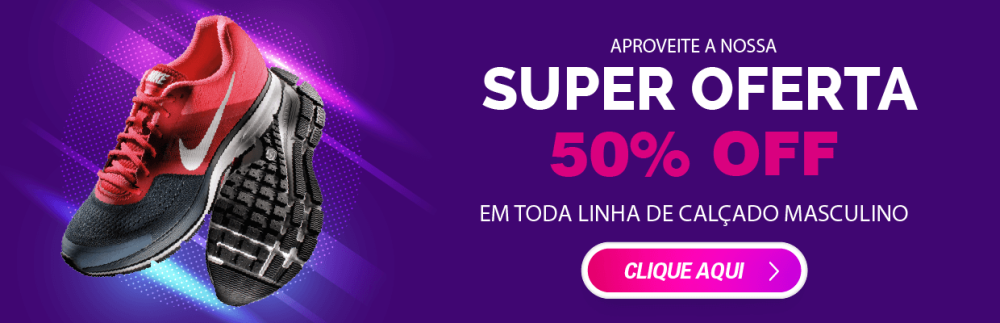 APROVEITE A NOSSA
SUPER OFERTA
50% OFF
EM TODA LINHA DE CALÇADO MASCULINO
CLIQUE AQUI